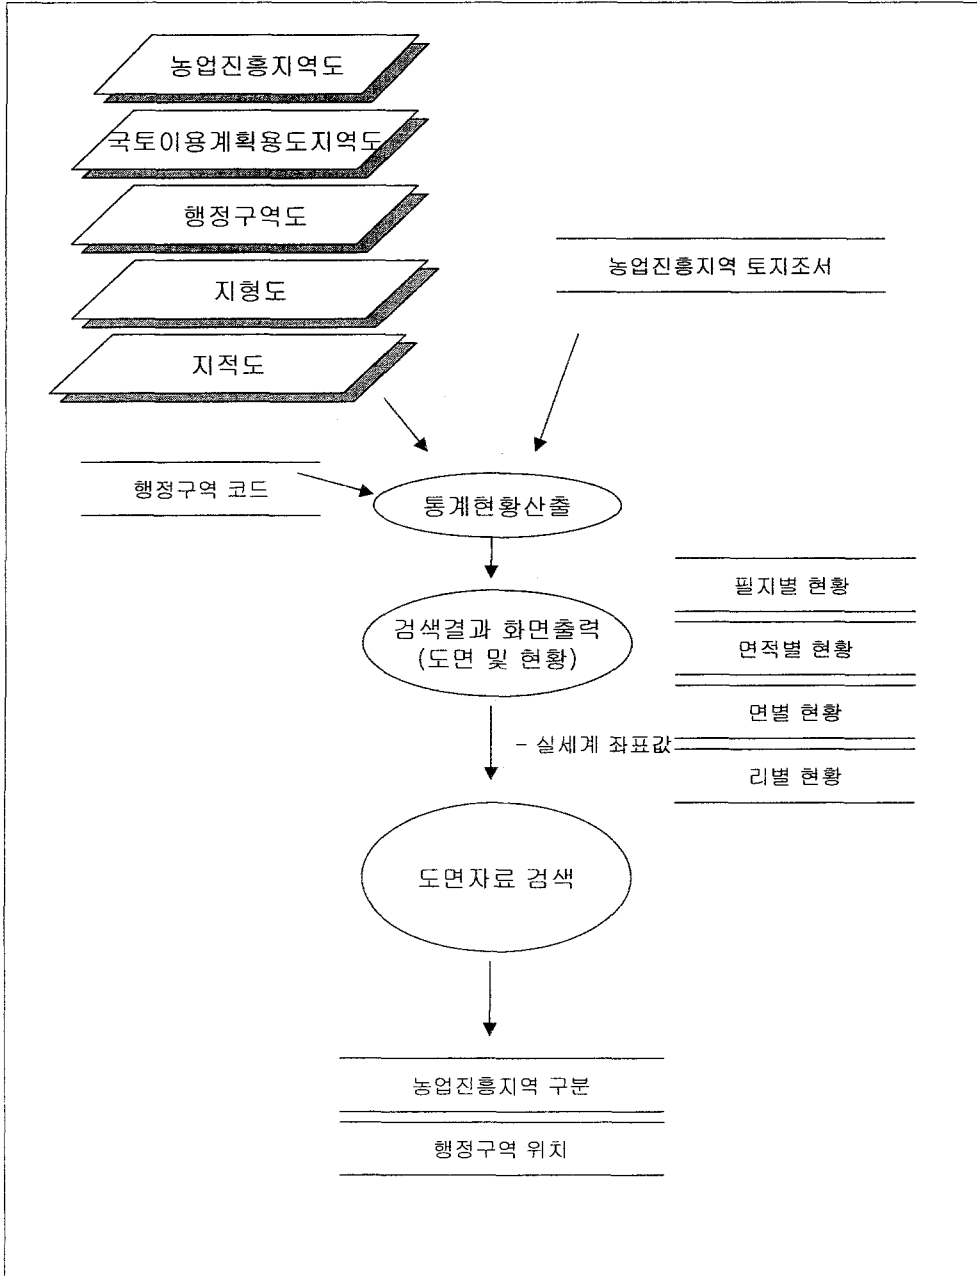 농업진흥지역도
국토이용계획용도지역도
행정구역도
지형도
지적도
농업진흥지역 토지조서
행정구역 코드
통계현황산출
검색결과 화면출력
(도면 및 현황)
필지별 현황
면적별 현황
면별 현황
리별 현황
- 실세계 좌표값
도면자료 검색
농업진흥지역 구분
행정구역 위치